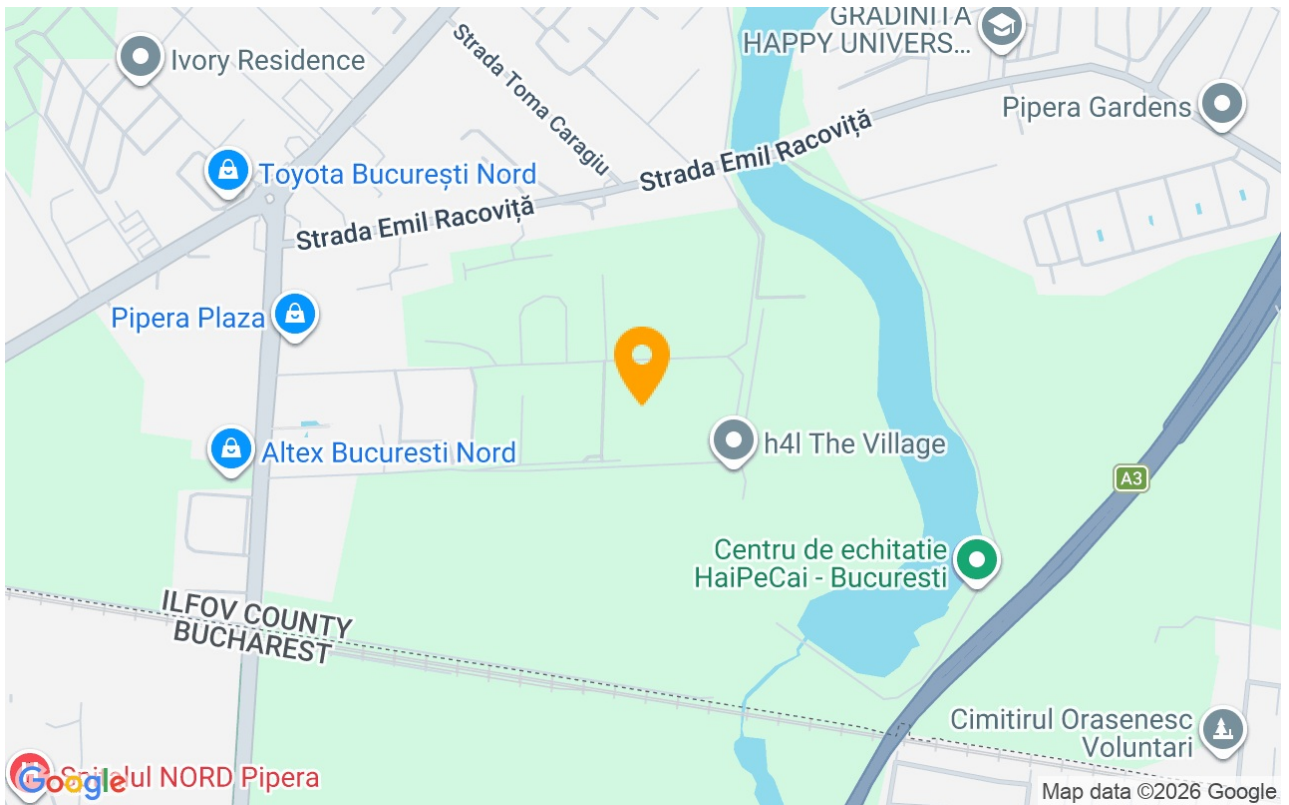 GRADINITA
HAPPY UNIVERS...
Ivory Residence
Strada Toma Caragiu
Pipera Gardens
Strada Emil Racoviță
Toyota București Nord
Strada Emil Racoviță
Pipera Plaza
Altex Bucuresti Nord
h4l The Village
A3
Centru de echitatie
HaiPeCai - Bucuresti
ILFOV COUNTY
BUCHAREST
Cimitirul Orasenesc
Voluntari
NORD Pipera
Google
Map data ©2026 Google